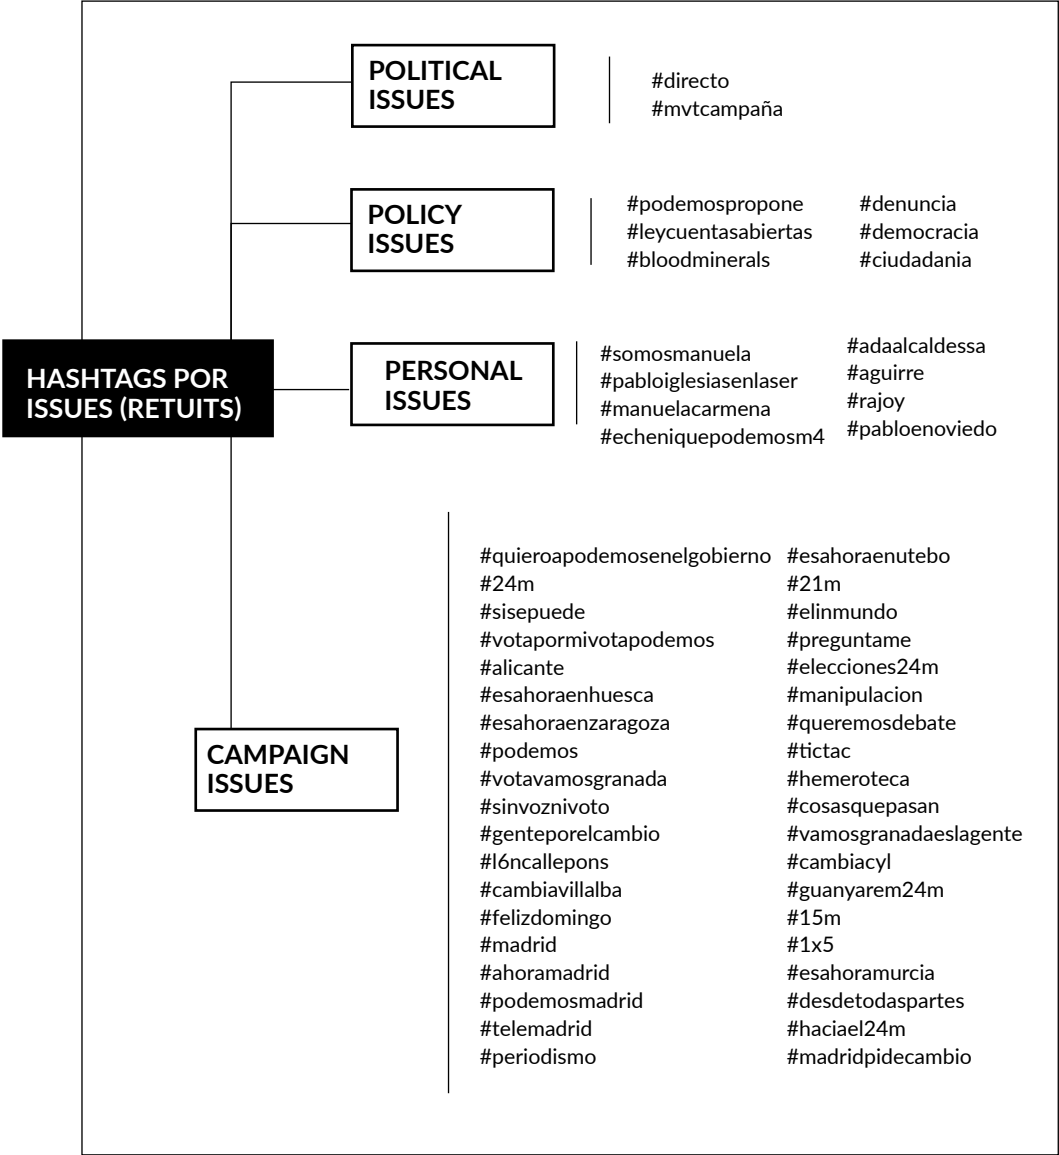 POLITICAL
ISSUES
#directo
#mvtcampaña
POLICY
ISSUES
#podemospropone
#leycuentasabiertas
#bloodminerals
#denuncia
#democracia
#ciudadania
HASHTAGS POR
ISSUES (RETUITS)
PERSONAL
ISSUES
#somosmanuela
#pabloiglesiasenlaser
#manuelacarmena
#echeniquepodemosm4
#adaalcaldessa
#aguirre
#rajoy
#pabloenoviedo
CAMPAIGN
ISSUES
#quieroapodemosenelgobierno
#24m
#sisepuede
#votapormivotapodemos
#alicante
#esahoraenhuesca
#esahoraenzaragoza
#podemos
#votavamosgranada
#sinvoznivoto
#genteporelcambio
#l6ncallepons
#cambiavillalba
#felizdomingo
#madrid
#ahoramadrid
#podemosmadrid
#telemadrid
#periodismo
#esahoraenutebo
#21m
#elinmundo
#preguntame
#elecciones24m
#manipulacion
#queremosdebate
#tictac
#hemeroteca
#cosasquepasan
#vamosgranadaeslagente
#cambiacyl
#guanyarem24m
#15m
#1x5
#esahoramurcia
#desdetodaspartes
#haciael24m
#madridpidecambio